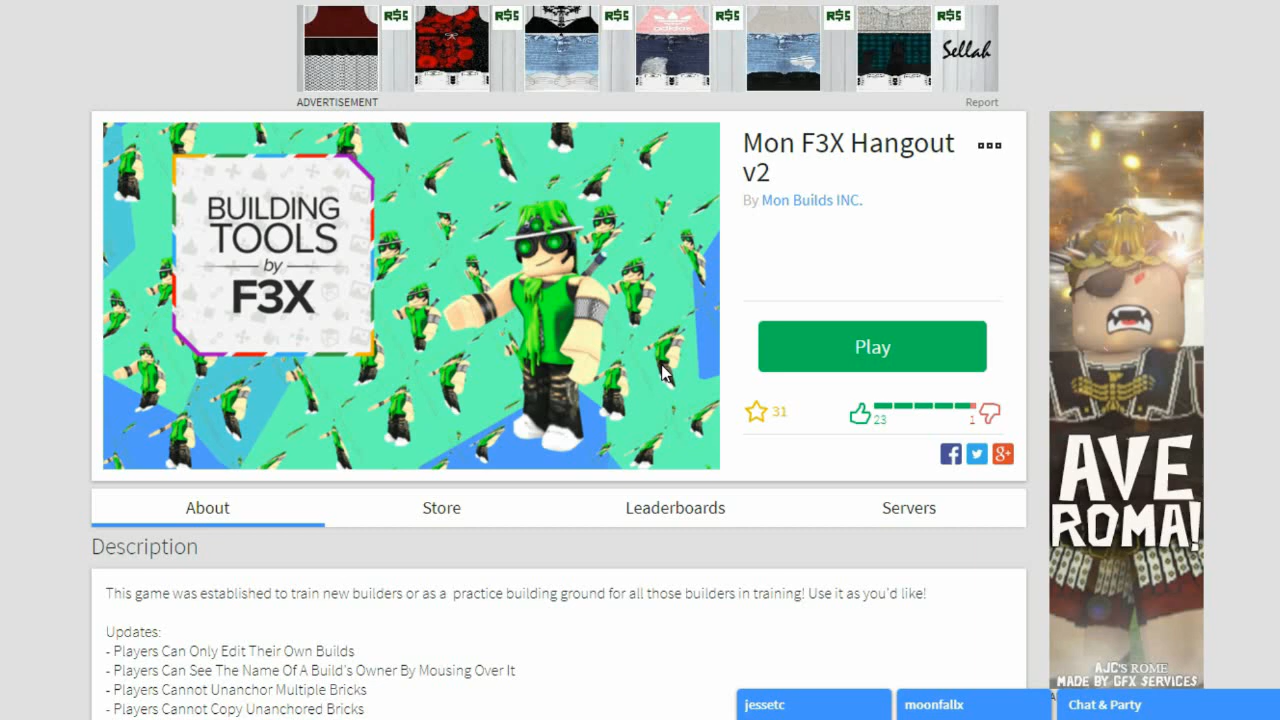 R$5 R$5 R$5 R$5 R$5 R$5
Sellah
ADVERTISEMENT
Report
BUILDING
TOOLS
by
F3X
Mon F3X Hangout
v2
By Mon Builds INC.
Play
31
23
1
About
Store
Leaderboards
Servers
Description
This game was established to train new builders or as a practice building ground for all those builders in training! Use it as you'd like!
Updates:
- Players Can Only Edit Their Own Builds
- Players Can See The Name Of A Build's Owner By Mousing Over It
- Players Cannot Unanchor Multiple Bricks
- Players Cannot Copy Unanchored Bricks
AVE
ROMA!
AJC'S ROME
MADE BY GFX SERVICES
jessetc
moonfallx
Chat & Party